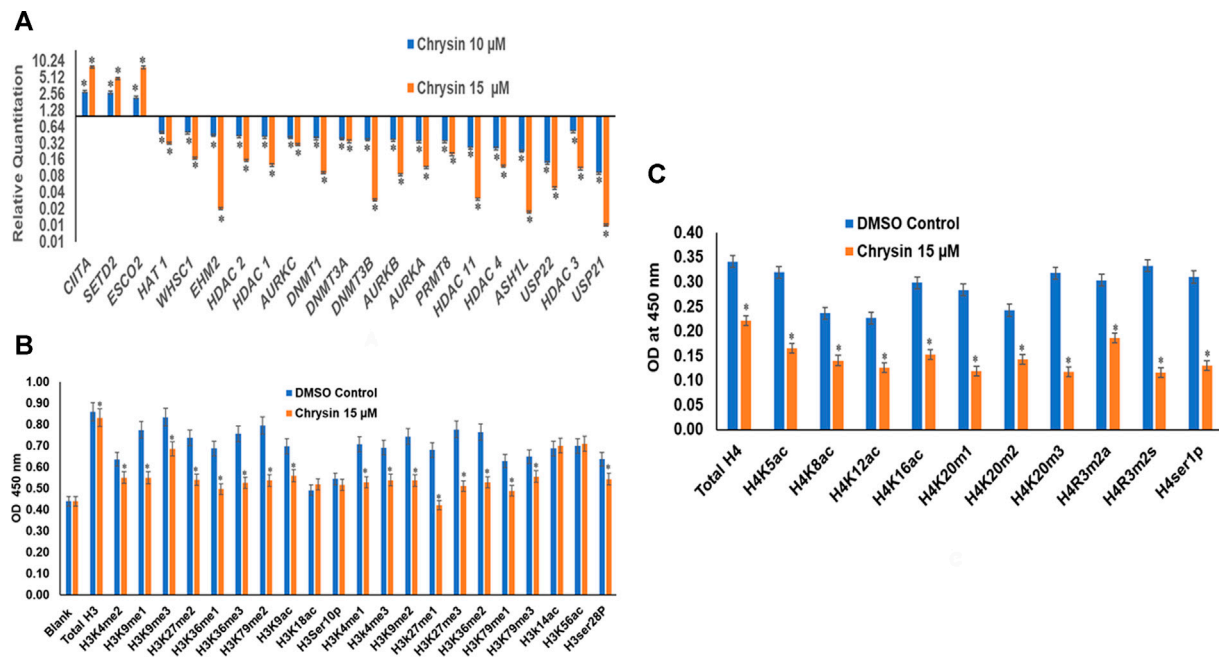 A
Relative Quantitation
10.24
5.12
2.56
1.28
0.64
0.32
0.16
0.08
0.04
0.02
0.01
0.01
Chrysin 10 µM
Chrysin 15 µM
CIITA
SETD2
ESCO2
HAT 1
WHSC1
EHM2
HDAC 2
HDAC 1
AURKC
DNMT1
DNMT3A
DNMT3B
AURKB
AURKA
PRMT8
HDAC 11
HDAC 4
ASH1L
USP22
HDAC 3
USP21
B
OD 450 nm
1.00
0.90
0.80
0.70
0.60
0.50
0.40
0.30
0.20
0.10
0.00
DMSO Control
Chrysin 15 µM
Blank
Total H3
H3K4me2
H3K9me1
H3K9me3
H3K27me2
H3K36me1
H3K36me3
H3K79me2
H3K9ac
H3K18ac
H3Ser10p
H3K4me1
H3k4me3
H3K9me2
H3k27me1
H3K27me3
H3K36me2
H3K79me1
H3K79me3
H3k14ac
H3K56ac
H3ser28P
C
OD at 450 nm
0.40
0.35
0.30
0.25
0.20
0.15
0.10
0.05
0.00
DMSO Control
Chrysin 15 µM
Total H4
H4K5ac
H4K8ac
H4K12ac
H4K16ac
H4K20m1
H4K20m2
H4K20m3
H4R3m2a
H4R3m2s
H4ser1p